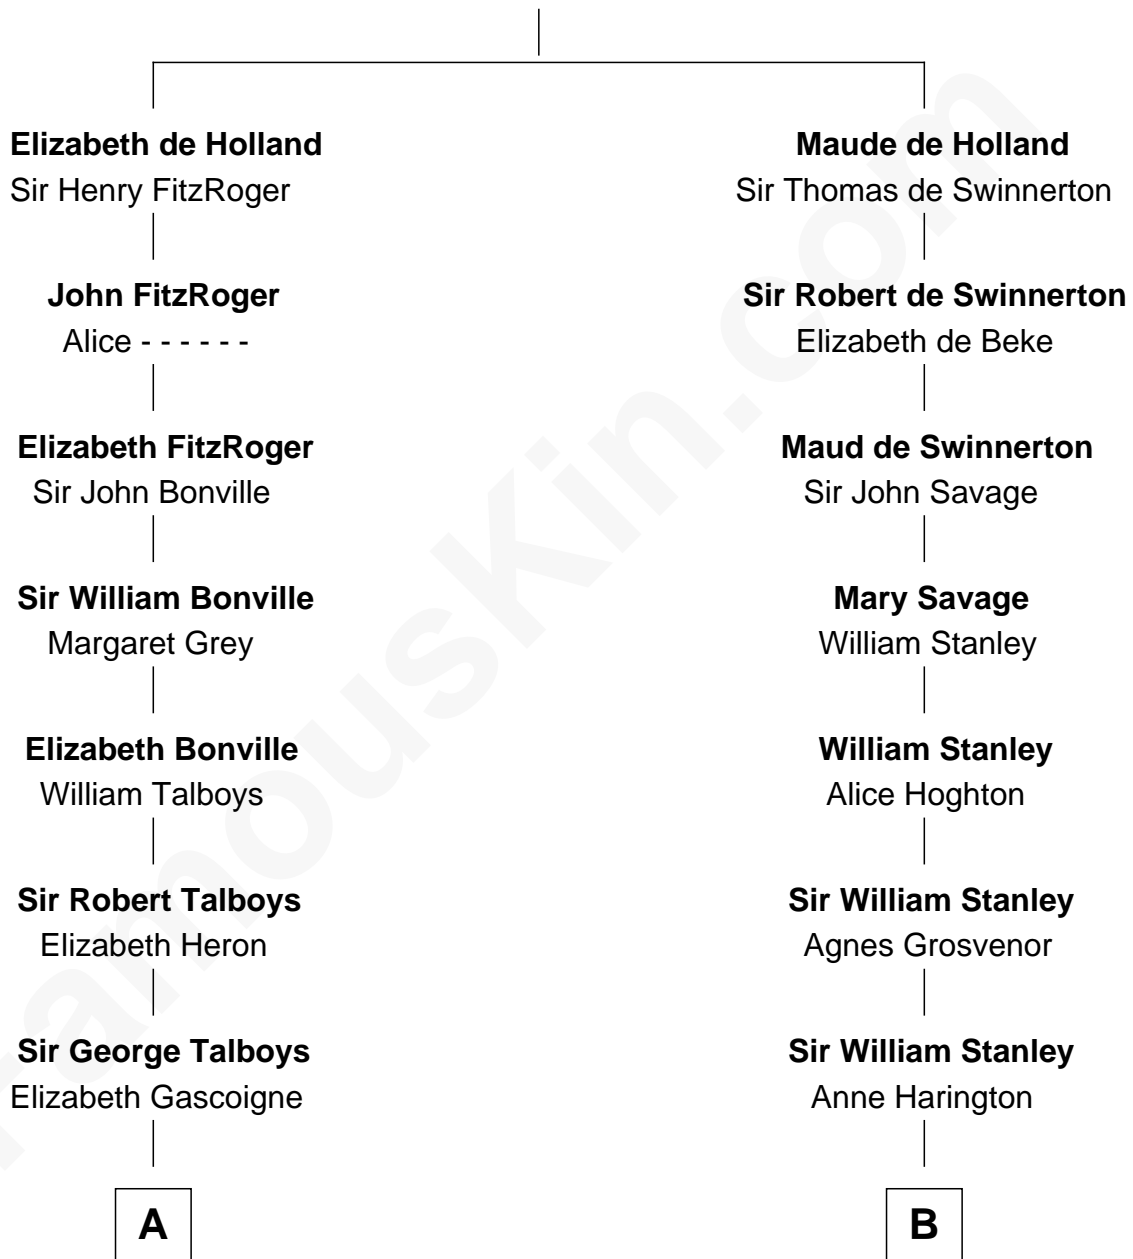 Elizabeth de Holland
Sir Henry FitzRoger
John FitzRoger
Alice - - - - - -
Elizabeth FitzRoger
Sir John Bonville
Sir William Bonville
Margaret Grey
Elizabeth Bonville
William Talboys
Sir Robert Talboys
Elizabeth Heron
Sir George Talboys
Elizabeth Gascoigne
A
Maude de Holland
Sir Thomas de Swinnerton
Sir Robert de Swinnerton
Elizabeth de Beke
Maud de Swinnerton
Sir John Savage
Mary Savage
William Stanley
William Stanley
Alice Hoghton
Sir William Stanley
Agnes Grosvenor
Sir William Stanley
Anne Harington
B
FamousKin.com